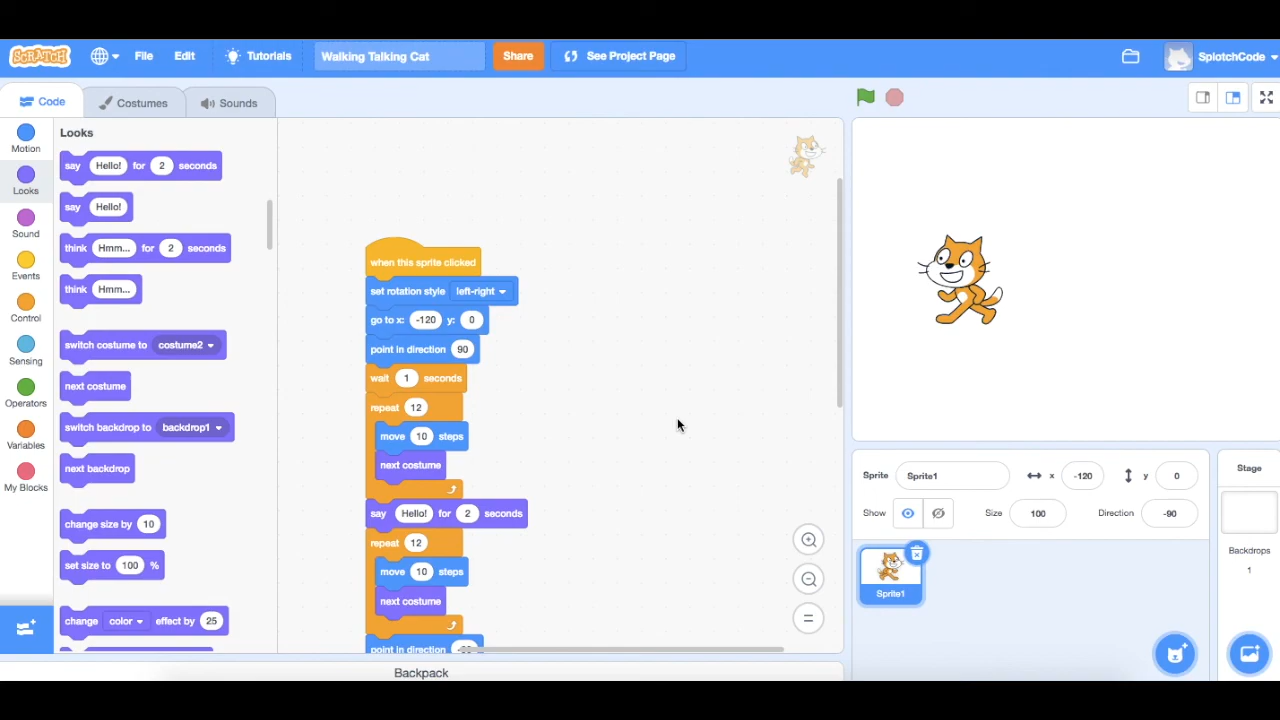 SCRATCH File Edit Tutorials Walking Talking Cat Share See Project Page SplotchCode
Code Costumes Sounds
Motion
Looks
Sound
Events
Control
Sensing
Operators
Variables
My Blocks
Looks
say Hello! for 2 seconds
say Hello!
think Hmm... for 2 seconds
think Hmm...
switch costume to costume2
next costume
switch backdrop to backdrop1
next backdrop
change size by 10
set size to 100 %
change color effect by 25
when this sprite clicked
set rotation style left-right
go to x: -120 y: 0
point in direction 90
wait 1 seconds
repeat 12
move 10 steps
next costume
say Hello! for 2 seconds
repeat 12
move 10 steps
next costume
point in direction
Backpack
Sprite Sprite1 x -120 y 0
Show Size 100 Direction -90
Sprite1
Stage
Backdrops
1